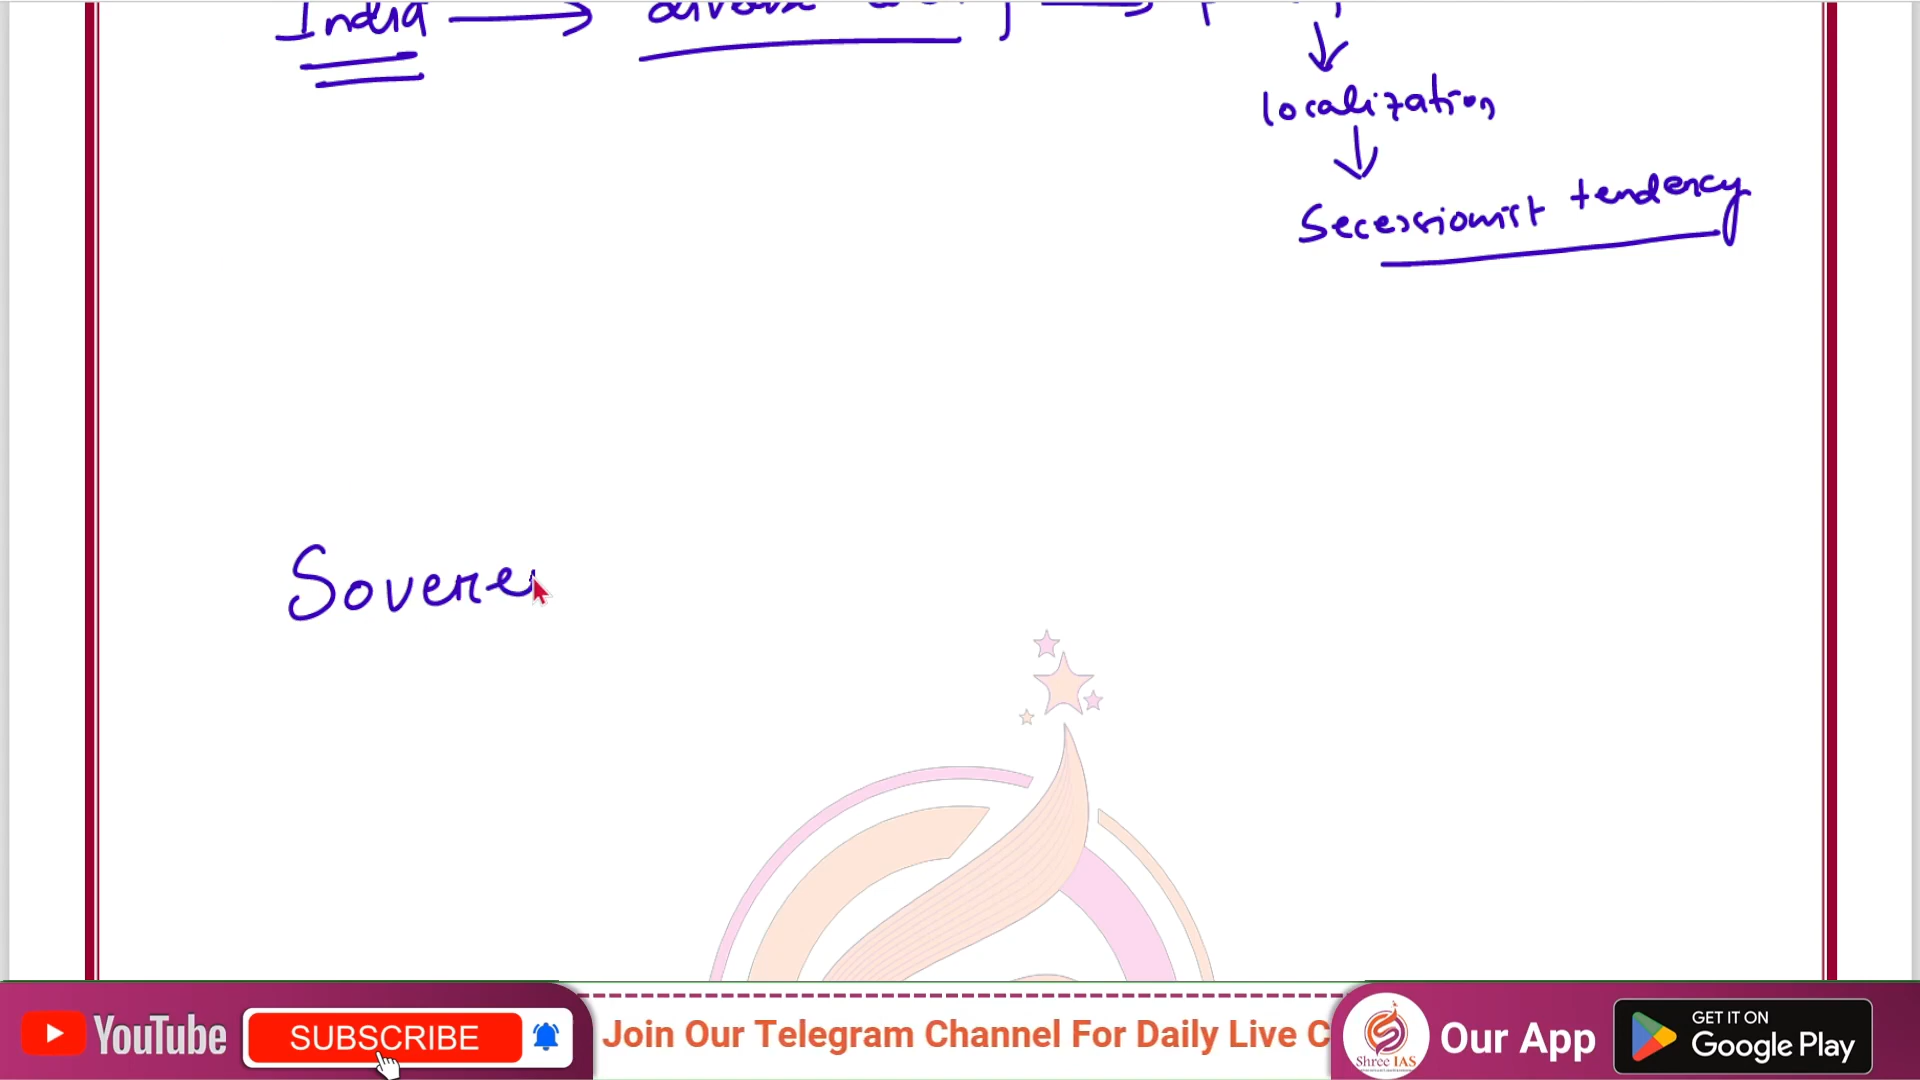 India
localization
Secessionist tendency
Soverei
YouTube
SUBSCRIBE
Join Our Telegram Channel For Daily Live C
Shree IAS
Our App
GET IT ON
Google Play